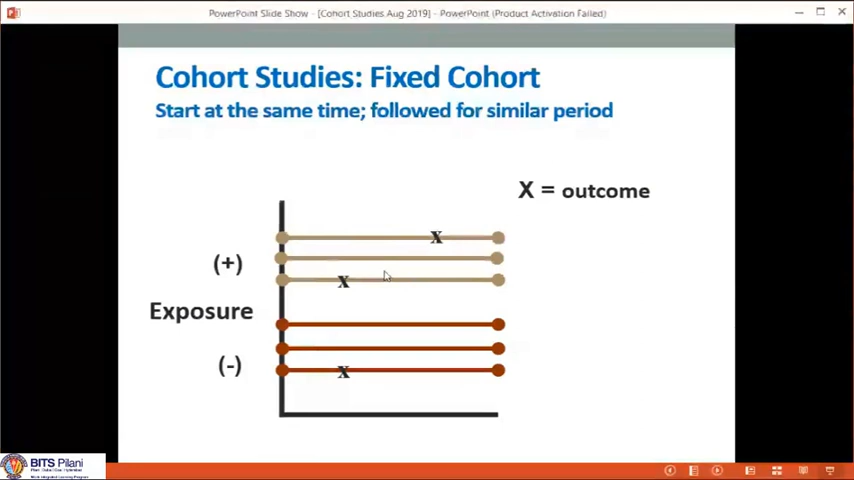 PowerPoint Slide Show - [Cohort Studies Aug 2019] - PowerPoint (Product Activation Failed)
Cohort Studies: Fixed Cohort
Start at the same time; followed for similar period
X = outcome
x
(+)
x
Exposure
(-)
x
BITS Pilani